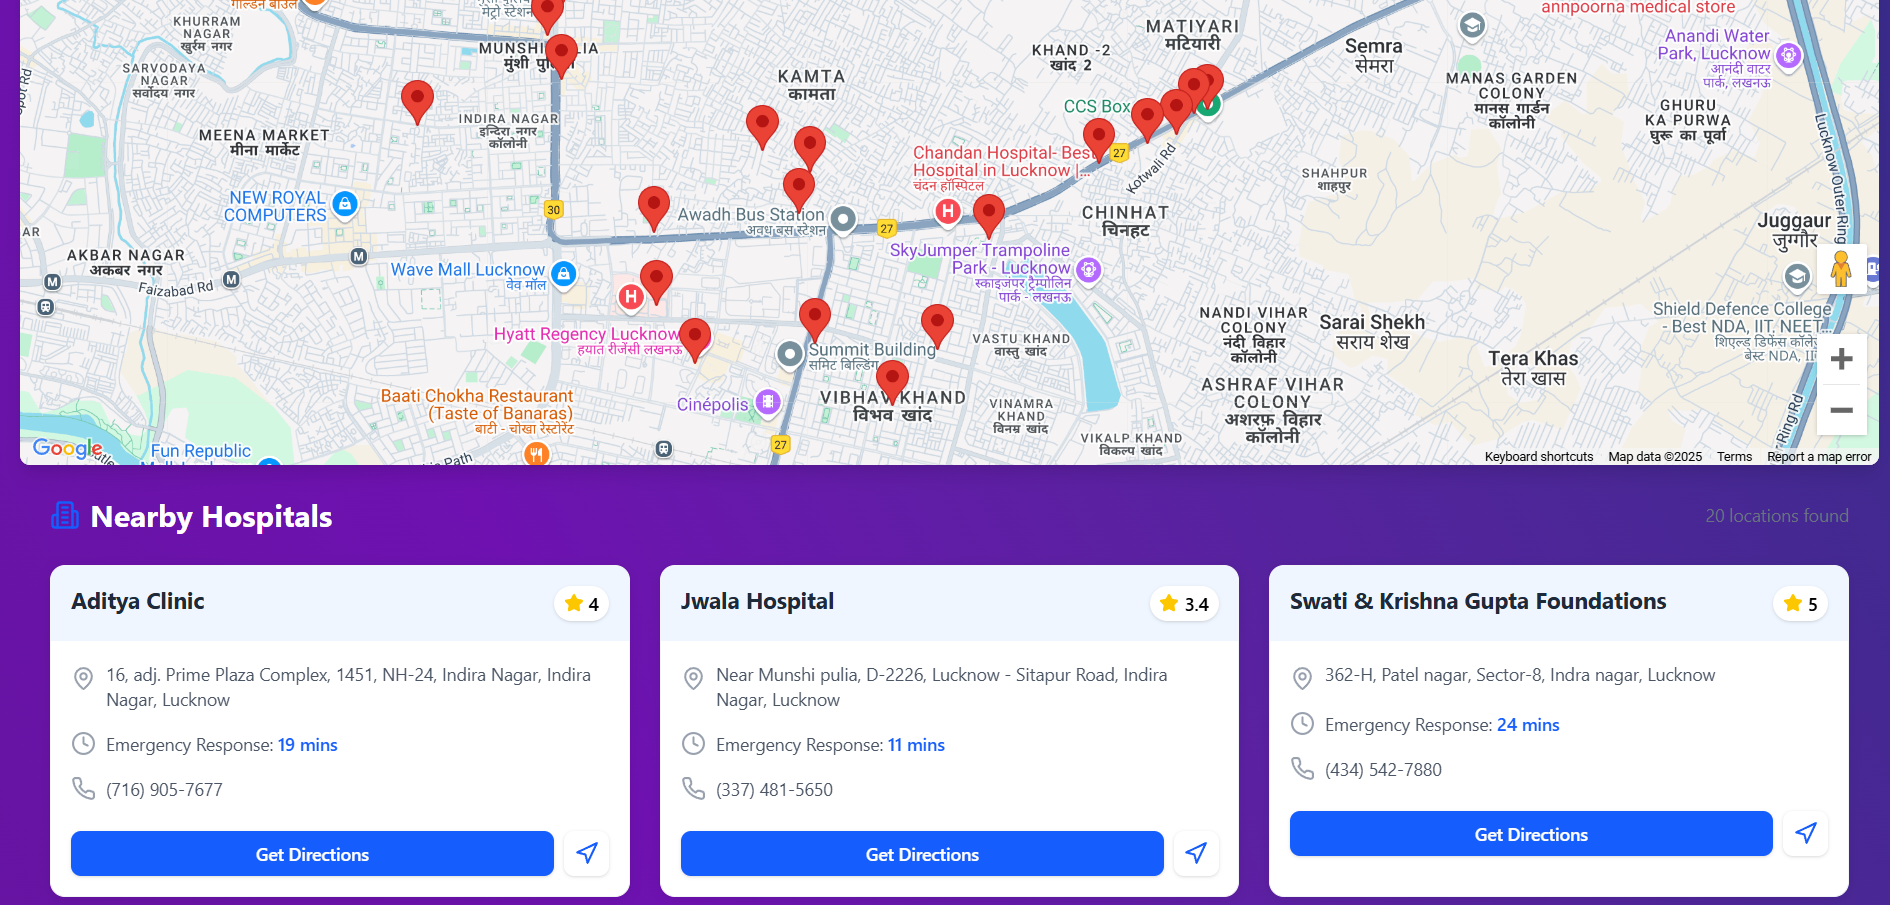 गोल्डन बाउल
मेट्रो स्टेशन
annpoorna medical store
KHURRAM
NAGAR
खुर्रम नगर
MATIYARI
मटियारी
Anandi Water
Park, Lucknow
आनंदी वाटर
पार्क, लखनऊ
Semra
सेमरा
KHAND -2
खांद 2
SARVODAYA
NAGAR
सर्वोदय नगर
KAMTA
कामता
MANAS GARDEN
COLONY
मानस गार्डन
कॉलोनी
GHURU
KA PURWA
घुरू का पूर्वा
CCS Box
INDIRA NAGAR
इन्दिरा नगर
कॉलोनी
MEENA MARKET
मीना मार्केट
Lucknow Outer Ring
Chandan Hospital- Best
Hospital in Lucknow |...
चंदन हॉस्पिटल
27
Kotwali Rd
SHAHPUR
शाहपुर
NEW ROYAL
COMPUTERS
30
Awadh Bus Station
अवध बस स्टेशन
27
H
CHINHAT
चिनहट
Juggaur
जुग्गौर
AKBAR NAGAR
अकबर नगर
SkyJumper Trampoline
Park - Lucknow
स्काइजंपर ट्रैम्पोलिन
पार्क - लखनऊ
M
M
M
Faizabad Rd
Wave Mall Lucknow
वेव मॉल
H
Shield Defence College
- Best NDA, IIT, NEET...
शिएल्ड डिफेंस
बेस्ट NDA,
Hyatt Regency Lucknow
हयात रीजेंसी लखनऊ
NANDI VIHAR
COLONY
नंदी विहार
कॉलोनी
Sarai Shekh
सराय शेख
Summit Building
समिट बिल्डिंग
VASTU KHAND
वास्तु खांद
Tera Khas
तेरा खास
Baati Chokha Restaurant
(Taste of Banaras)
बाटी - चोखा रेस्टोरेंट
Cinépolis
VIBHAV KHAND
विभव खांद
VINAMRA
KHAND
विनम्र खांद
ASHRAF VIHAR
COLONY
अशरफ़ विहार
कॉलोनी
VIKALP KHAND
विकल्प खांद
27
Ring Rd
Google
Fun Republic
Path
Keyboard shortcuts Map data ©2025 Terms Report a map error
Nearby Hospitals
20 locations found
Aditya Clinic
4
16, adj. Prime Plaza Complex, 1451, NH-24, Indira Nagar, Indira
Nagar, Lucknow
Emergency Response: 19 mins
(716) 905-7677
Get Directions
Jwala Hospital
3.4
Near Munshi pulia, D-2226, Lucknow - Sitapur Road, Indira
Nagar, Lucknow
Emergency Response: 11 mins
(337) 481-5650
Get Directions
Swati & Krishna Gupta Foundations
5
362-H, Patel nagar, Sector-8, Indra nagar, Lucknow
Emergency Response: 24 mins
(434) 542-7880
Get Directions